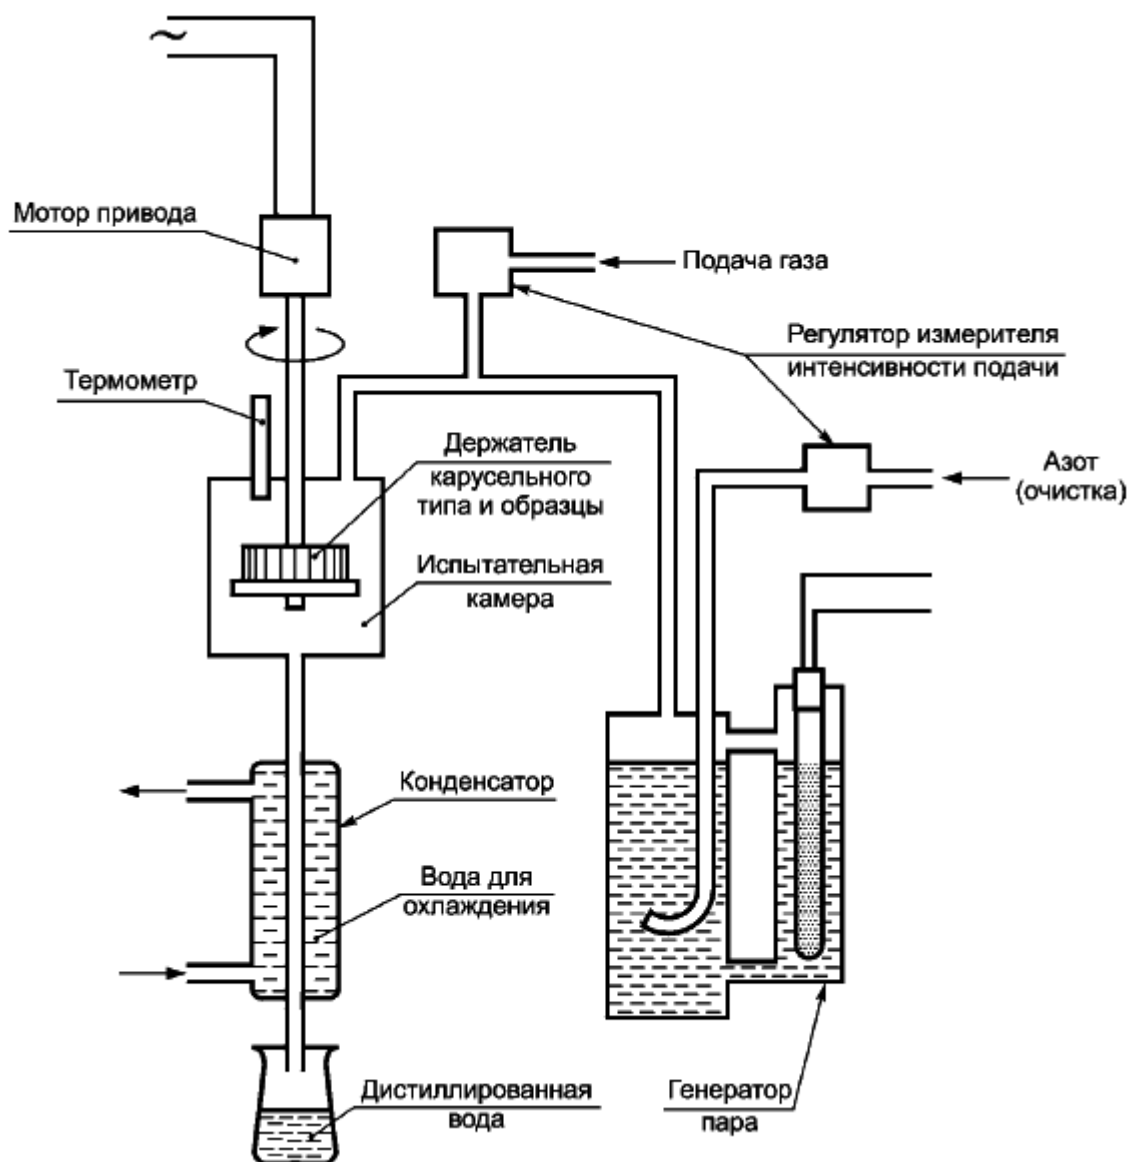 ~
Мотор привода
Подача газа
Регулятор измерителя
интенсивности подачи
Термометр
Держатель
карусельного
типа и образцы
Азот
(очистка)
Испытательная
камера
Конденсатор
Вода для
охлаждения
Дистиллированная
вода
Генератор
пара